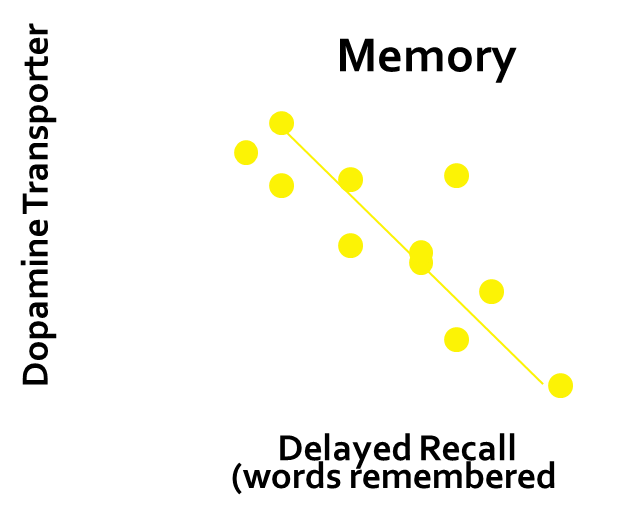 Memory
Dopamine Transporter
Delayed Recall
(words remembered